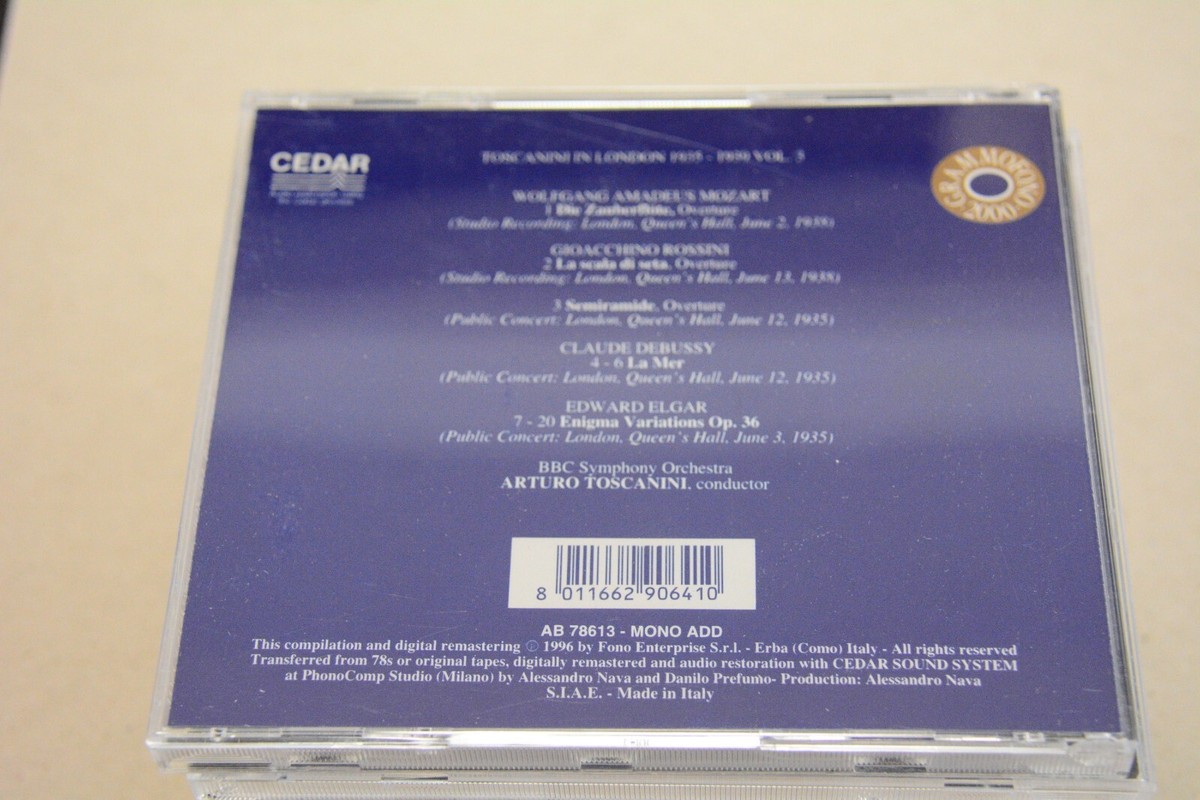 CEDAR
TOSCANINI IN LONDON 1935 - 1939 VOL. 3
GRAMMOFONO 2000
WOLFGANG AMADEUS MOZART
1 Die Zauberflöte, Overture
(Studio Recording: London, Queen's Hall, June 2, 1938)
GIOACCHINO ROSSINI
2 La scala di seta, Overture
(Studio Recording: London, Queen's Hall, June 13, 1938)
3 Semiramide, Overture
(Public Concert: London, Queen's Hall, June 12, 1935)
CLAUDE DEBUSSY
4 - 6 La Mer
(Public Concert: London, Queen's Hall, June 12, 1935)
EDWARD ELGAR
7 - 20 Enigma Variations Op. 36
(Public Concert: London, Queen's Hall, June 3, 1935)
BBC Symphony Orchestra
ARTURO TOSCANINI, conductor
8 011662 906410
AB 78613 - MONO ADD
This compilation and digital remastering ℗ 1996 by Fono Enterprise S.r.l. - Erba (Como) Italy - All rights reserved
Transferred from 78s or original tapes, digitally remastered and audio restoration with CEDAR SOUND SYSTEM
at PhonoComp Studio (Milano) by Alessandro Nava and Danilo Prefumo- Production: Alessandro Nava
S.I.A.E. - Made in Italy